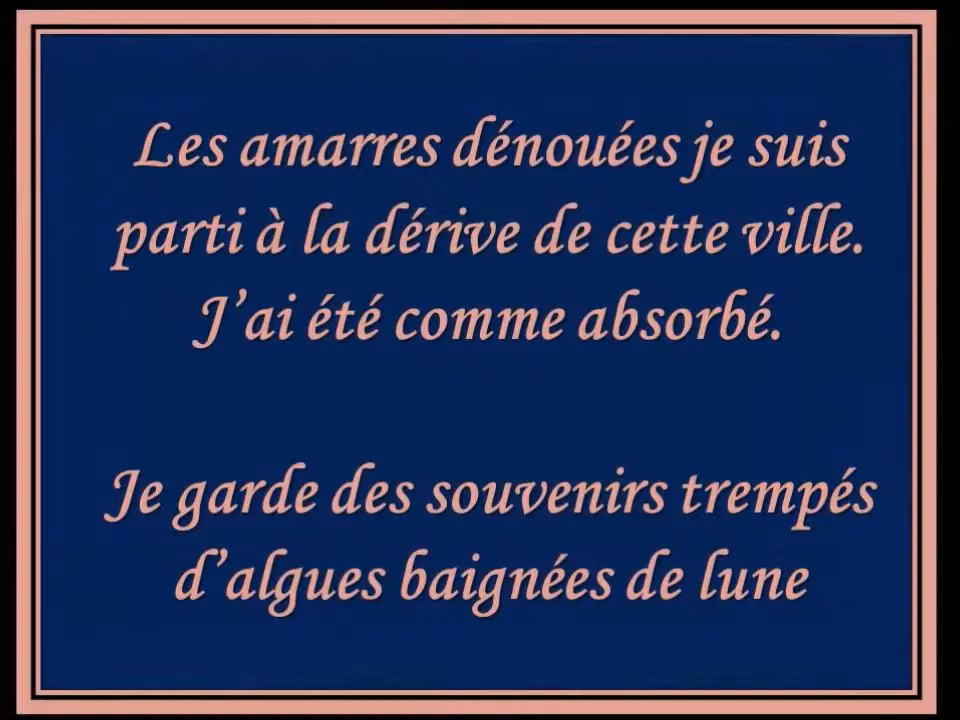 Les amarres dénouées je suis
parti à la dérive de cette ville.
J’ai été comme absorbé.
Je garde des souvenirs trempés
d’algues baignées de lune